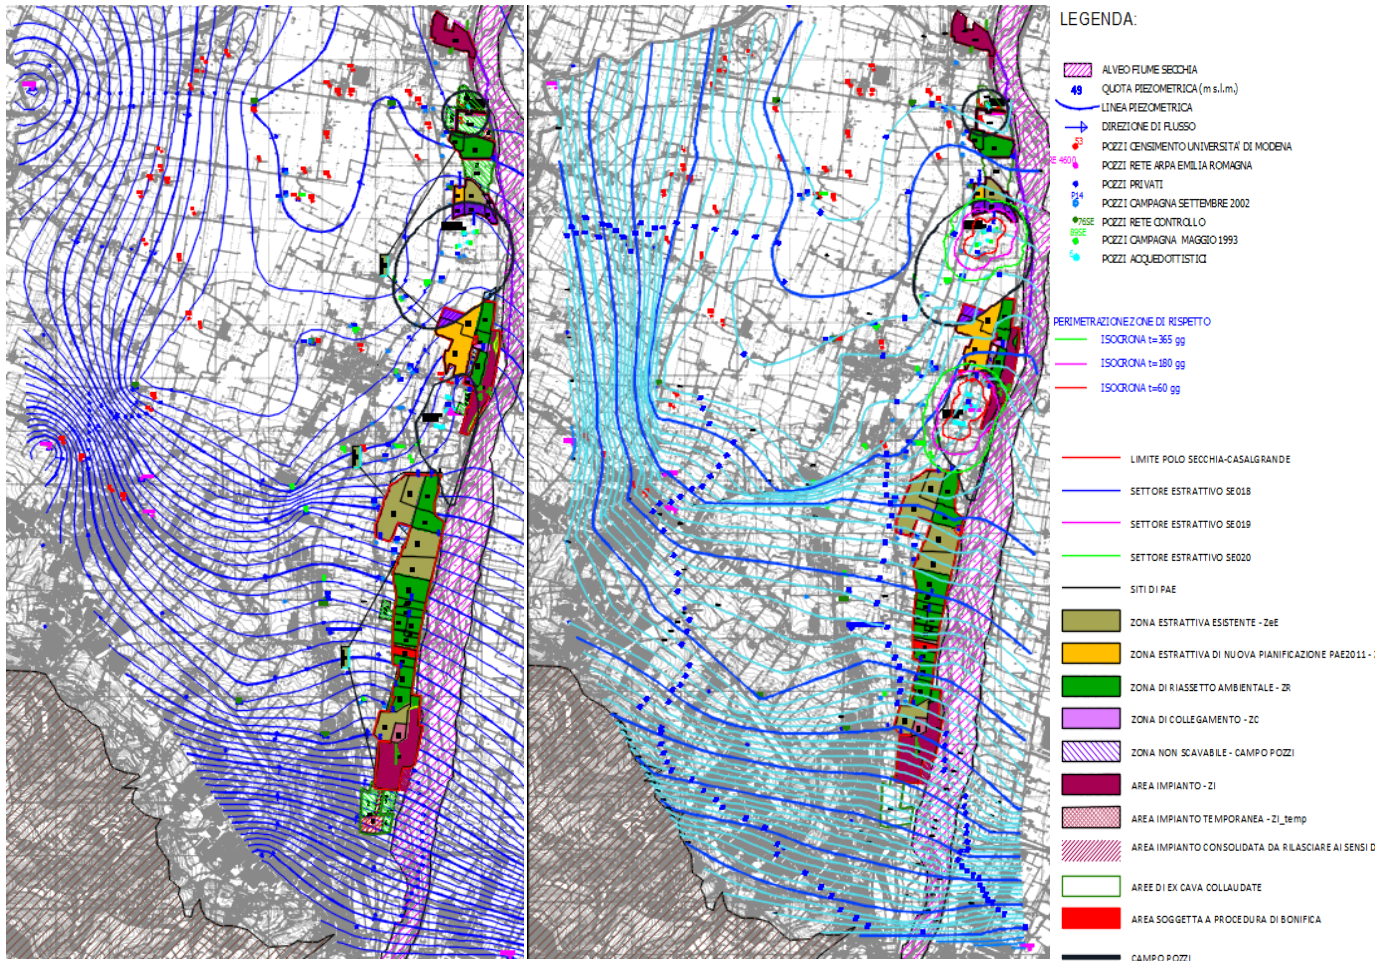 LEGENDA:
ALVEO FIUME SECCHIA
49 QUOTA PIEZOMETRICA (m s.l.m.)
LINEA PIEZOMETRICA
DIREZIONE DI FLUSSO
53 POZZI CENSIMENTO UNIVERSITA' DI MODENA
RE 4600 POZZI RETE ARPA EMILIA ROMAGNA
POZZI PRIVATI
P14 POZZI CAMPAGNA SETTEMBRE 2002
76SE POZZI RETE CONTROLLO
89SE POZZI CAMPAGNA MAGGIO 1993
POZZI ACQUEDOTTISTICI
PERIMETRAZIONE ZONE DI RISPETTO
ISOCRONA t=365 gg
ISOCRONA t=180 gg
ISOCRONA t=60 gg
LIMITE POLO SECCHIA-CASALGRANDE
SETTORE ESTRATTIVO SE018
SETTORE ESTRATTIVO SE019
SETTORE ESTRATTIVO SE020
SITI DI PAE
ZONA ESTRATTIVA ESISTENTE - ZeE
ZONA ESTRATTIVA DI NUOVA PIANIFICAZIONE PAE2011 -
ZONA DI RIASSETTO AMBIENTALE - ZR
ZONA DI COLLEGAMENTO - ZC
ZONA NON SCAVABILE - CAMPO POZZI
AREA IMPIANTO - ZI
AREA IMPIANTO TEMPORANEA - ZI_temp
AREA IMPIANTO CONSOLIDATA DA RILASCIARE AI SENSI D
AREE DI EX CAVA COLLAUDATE
AREA SOGGETTA A PROCEDURA DI BONIFICA
CAMPO POZZI